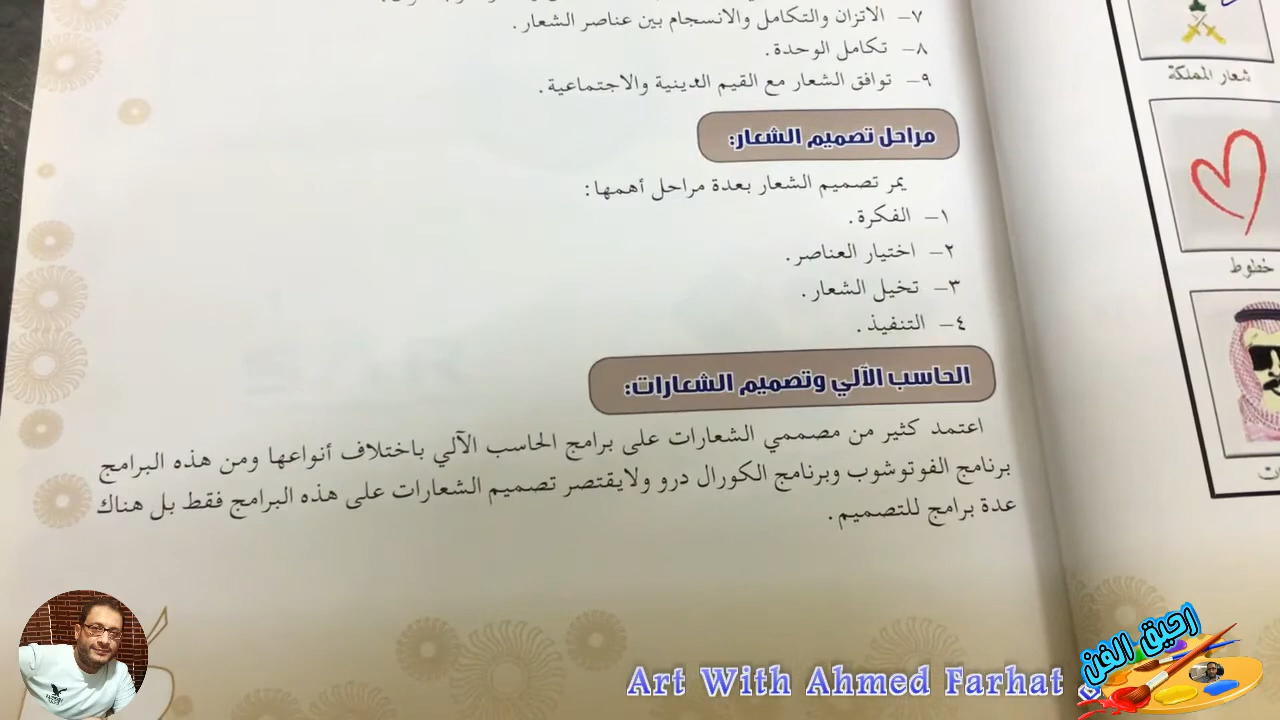 ٧– الاتزان والتكامل والانسجام بين عناصر الشعار.
٨– تكامل الوحدة.
٩– توافق الشعار مع القيم الدينية والاجتماعية.
مراحل تصميم الشعار:
يمر تصميم الشعار بعدة مراحل أهمها:
١– الفكرة.
٢– اختيار العناصر.
٣– تخيل الشعار.
٤– التنفيذ.
الحاسب الآلي وتصميم الشعارات:
اعتمد كثير من مصممي الشعارات على برامج الحاسب الآلي باختلاف أنواعها ومن هذه البرامج
برنامج الفوتوشوب وبرنامج الكورال درو ولايقتصر تصميم الشعارات على هذه البرامج فقط بل هناك
عدة برامج للتصميم.
شعار المملكة
خطوط
Art With Ahmed Farhat
رحيق الفن